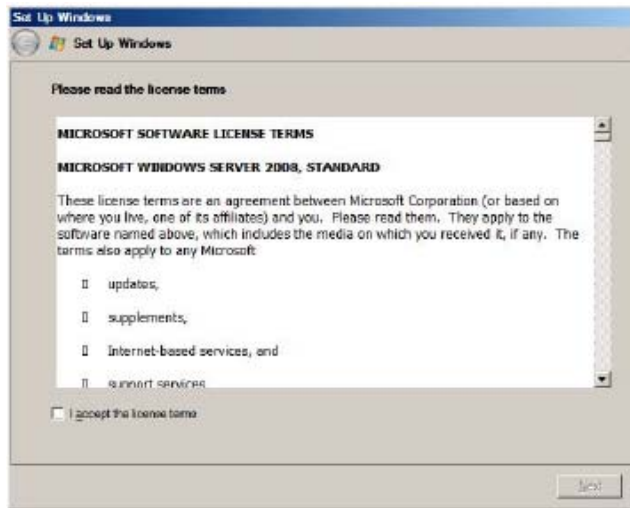 Set Up Windows
Set Up Windows
Please read the license terms
MICROSOFT SOFTWARE LICENSE TERMS
MICROSOFT WINDOWS SERVER 2008, STANDARD
These license terms are an agreement between Microsoft Corporation (or based on
where you live, one of its affiliates) and you.  Please read them.  They apply to the
software named above, which includes the media on which you received it, if any.  The
terms also apply to any Microsoft
updates,
supplements,
Internet-based services, and
support services
I accept the license terms
Next